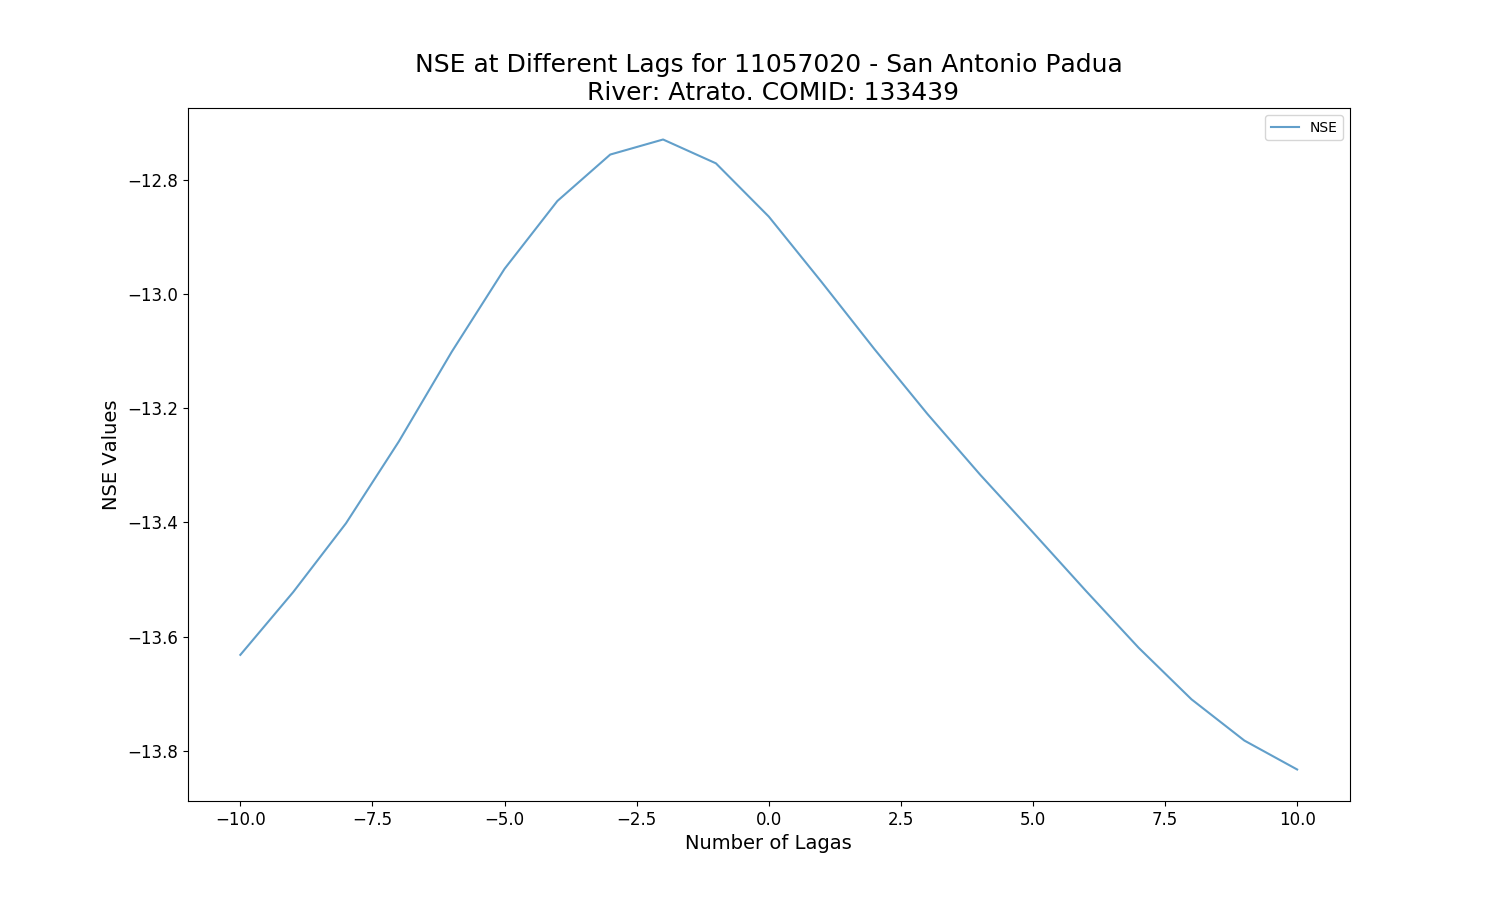 NSE at Different Lags for 11057020 - San Antonio Padua
River: Atrato. COMID: 133439
NSE
−12.8
−13.0
−13.2
−13.4
−13.6
−13.8
NSE Values
−10.0 −7.5 −5.0 −2.5 0.0 2.5 5.0 7.5 10.0
Number of Lagas